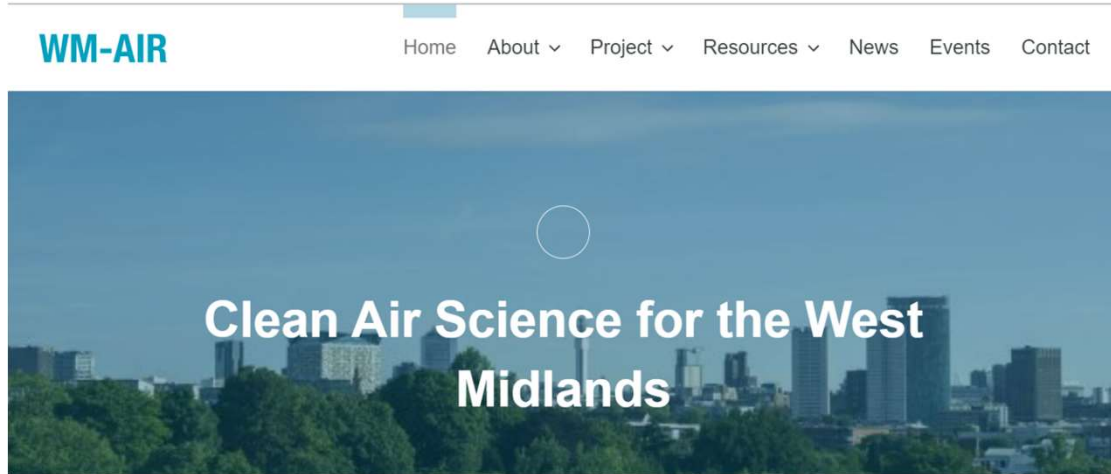 WM-AIR
Home About Project Resources News Events Contact
Clean Air Science for the West
Midlands